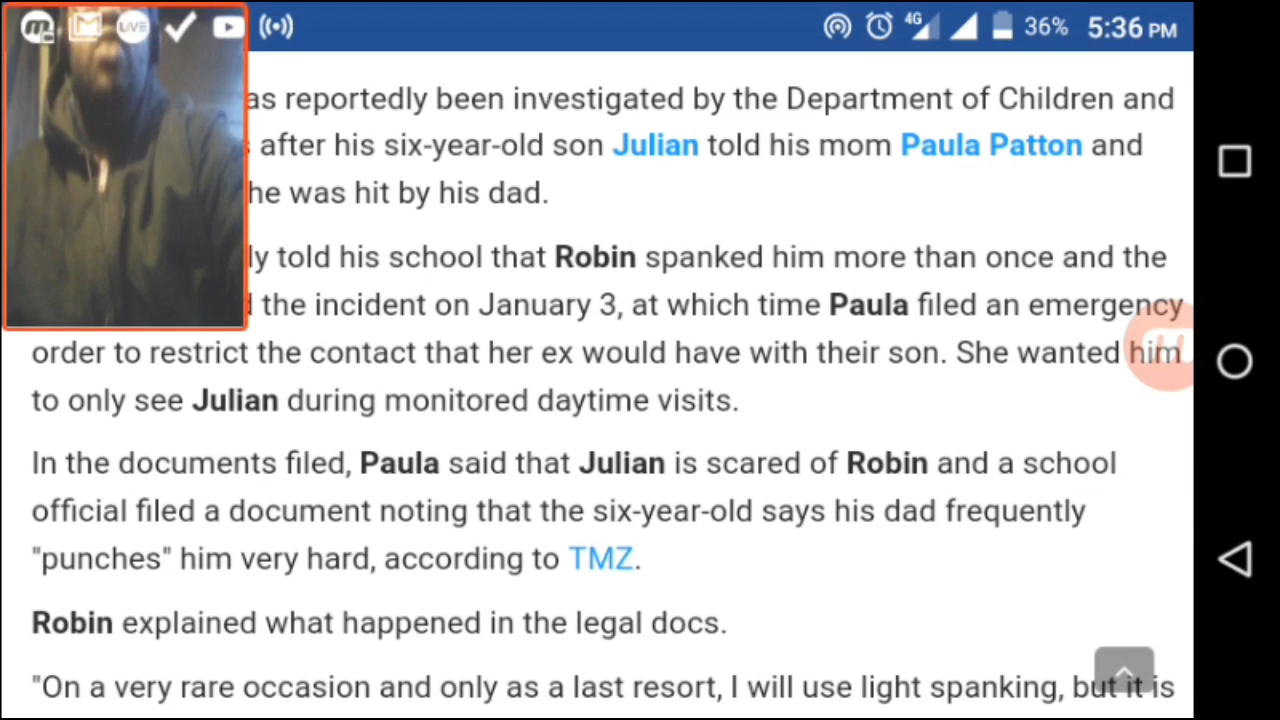 LIVE
4G 36% 5:36 PM
as reportedly been investigated by the Department of Children and
after his six-year-old son Julian told his mom Paula Patton and
he was hit by his dad.
ly told his school that Robin spanked him more than once and the
the incident on January 3, at which time Paula filed an emergency
order to restrict the contact that her ex would have with their son. She wanted him
to only see Julian during monitored daytime visits.
In the documents filed, Paula said that Julian is scared of Robin and a school
official filed a document noting that the six-year-old says his dad frequently
"punches" him very hard, according to TMZ.
Robin explained what happened in the legal docs.
"On a very rare occasion and only as a last resort, I will use light spanking, but it is